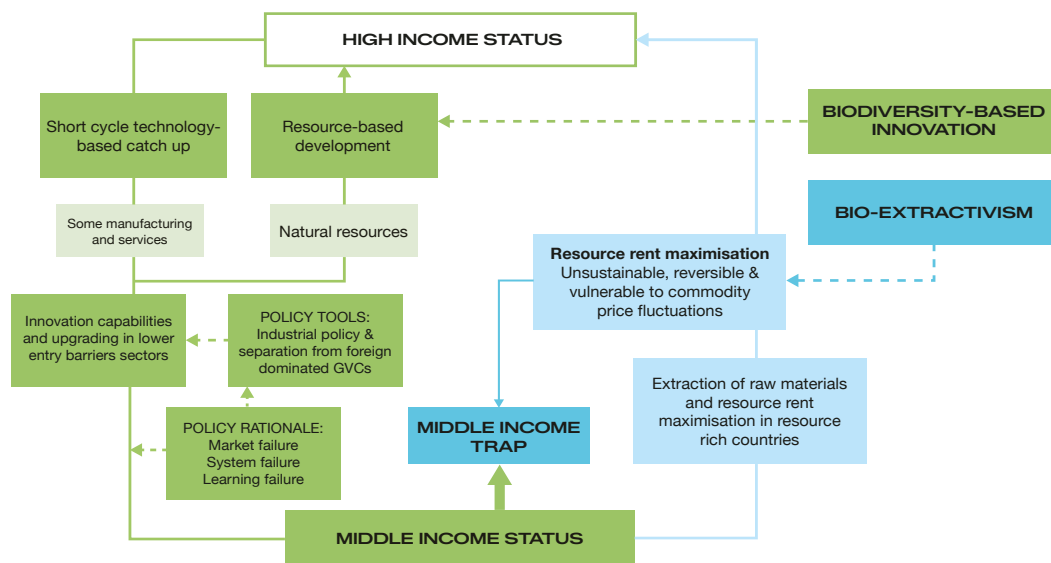 HIGH INCOME STATUS
Short cycle technology-
based catch up
Resource-based
development
BIODIVERSITY-BASED
INNOVATION
Some manufacturing
and services
Natural resources
BIO-EXTRACTIVISM
Resource rent maximisation
Unsustainable, reversible &
vulnerable to commodity
price fluctuations
Innovation capabilities
and upgrading in lower
entry barriers sectors
POLICY TOOLS:
Industrial policy &
separation from foreign
dominated GVCs
Extraction of raw materials
and resource rent
maximisation in resource
rich countries
POLICY RATIONALE:
Market failure
System failure
Learning failure
MIDDLE INCOME
TRAP
MIDDLE INCOME STATUS